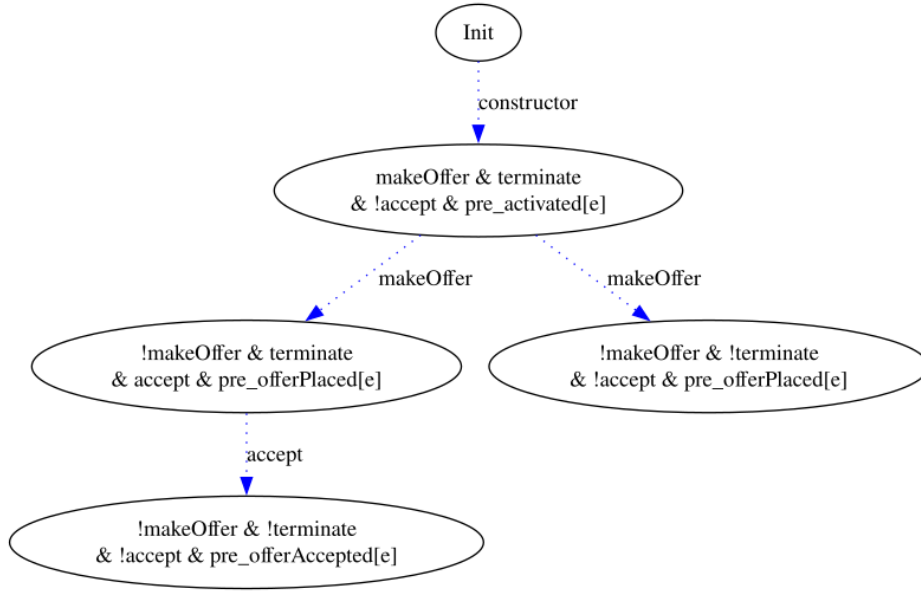 Init
constructor
makeOffer & terminate
& !accept & pre_activated[e]
makeOffer
makeOffer
!makeOffer & terminate
& accept & pre_offerPlaced[e]
!makeOffer & !terminate
& !accept & pre_offerPlaced[e]
accept
!makeOffer & !terminate
& !accept & pre_offerAccepted[e]